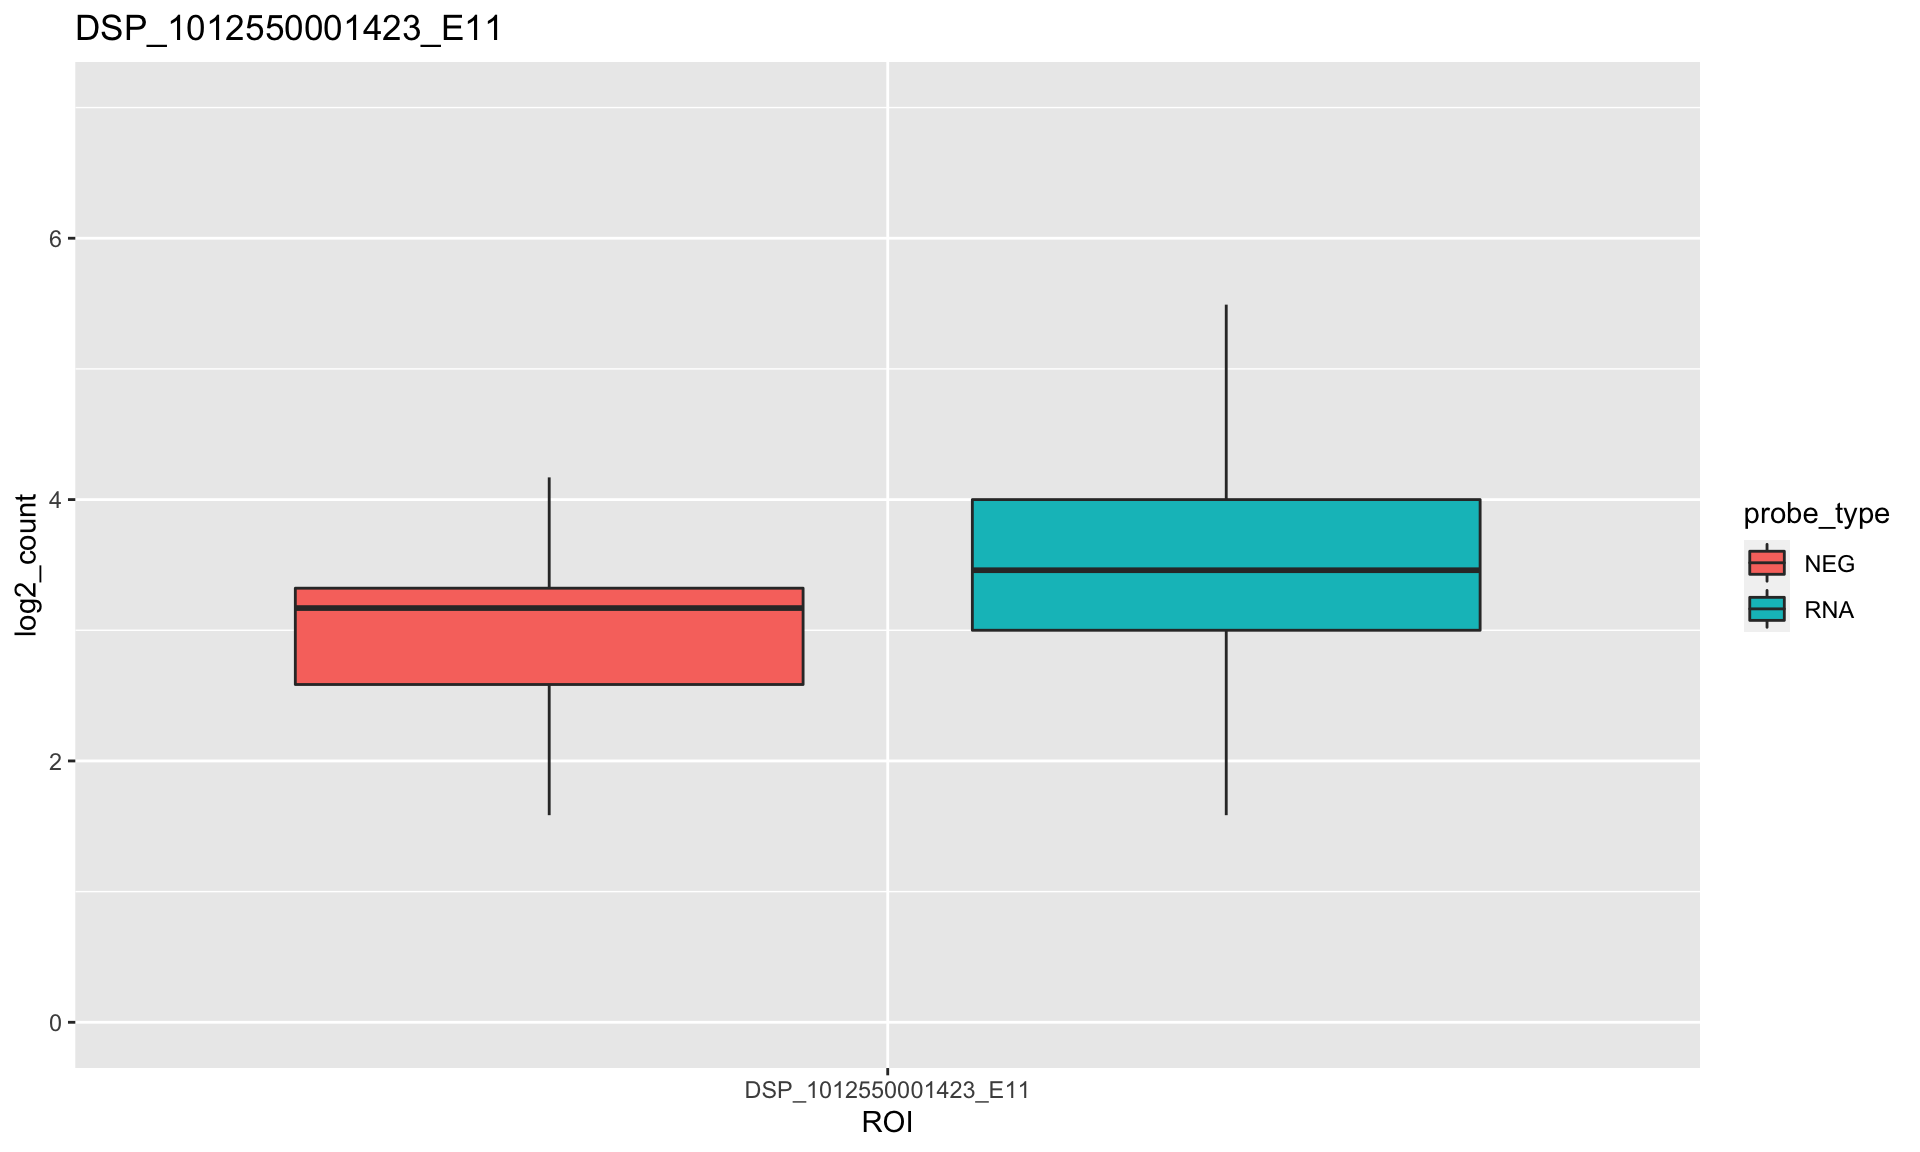 DSP_1012550001423_E11
6
4
2
0
log2_count
DSP_1012550001423_E11
ROI
probe_type
NEG
RNA